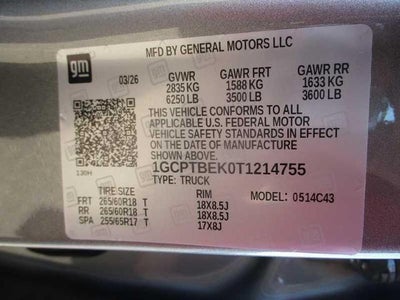 gm
MFD BY GENERAL MOTORS LLC
03/26 GVWR GAWR FRT GAWR RR
2835 KG 1588 KG 1633 KG
6250 LB 3500 LB 3600 LB
THIS VEHICLE CONFORMS TO ALL
APPLICABLE U.S. FEDERAL MOTOR
VEHICLE SAFETY STANDARDS IN EFFECT
ON THE DATE OF MANUFACTURE
SHOWN ABOVE.
1GCPTBEK0T1214755
130H TYPE: TRUCK
TIRE SIZE RIM MODEL: 0514C43
FRT 265/60R18 T 18X8.5J
RR 265/60R18 T 18X8.5J
SPA 255/65R17 T 17X8J